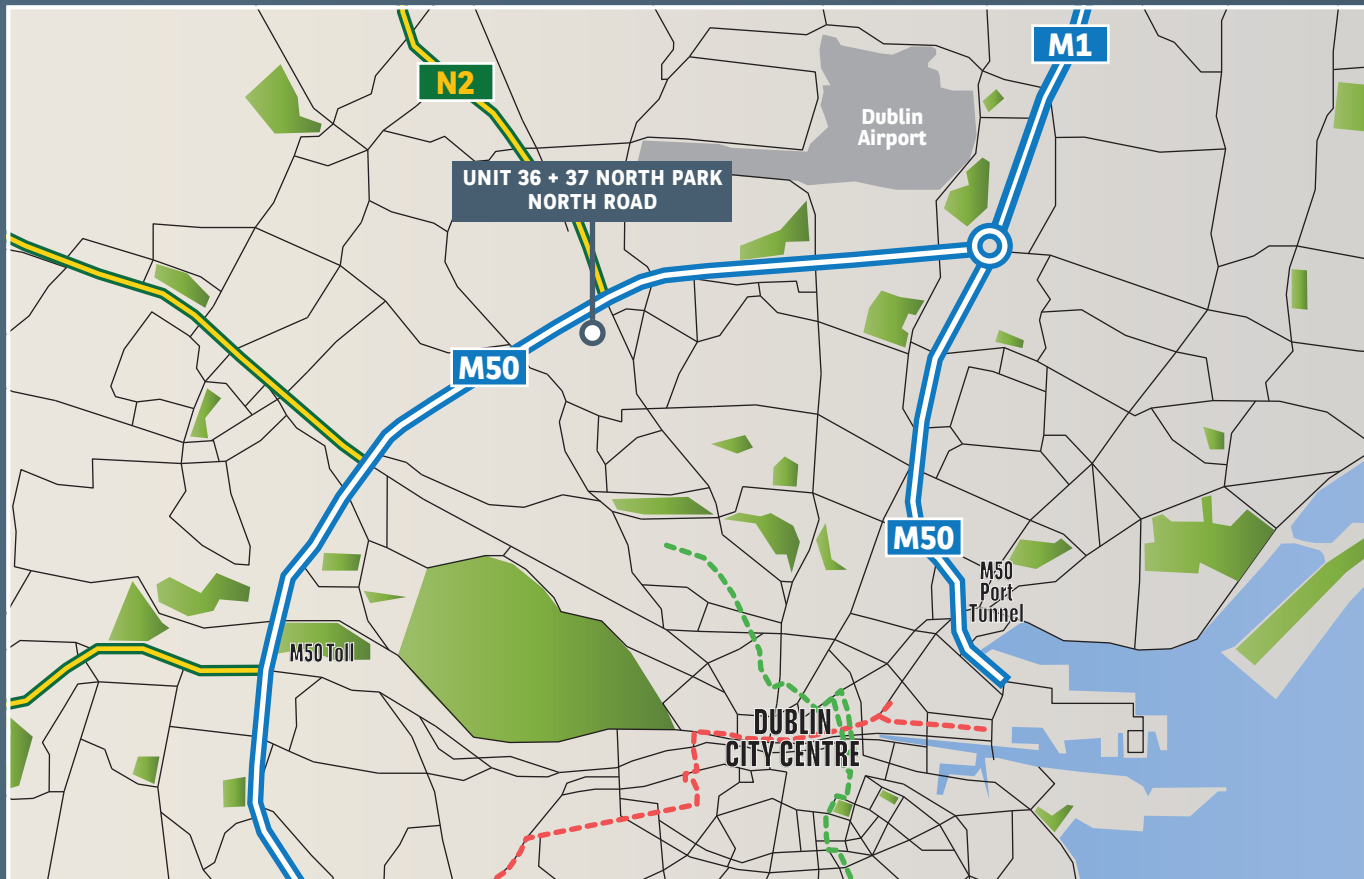 M1
N2
Dublin
Airport
UNIT 36 + 37 NORTH PARK
NORTH ROAD
M50
M50
M50
Port
Tunnel
M50 Toll
DUBLIN
CITY CENTRE